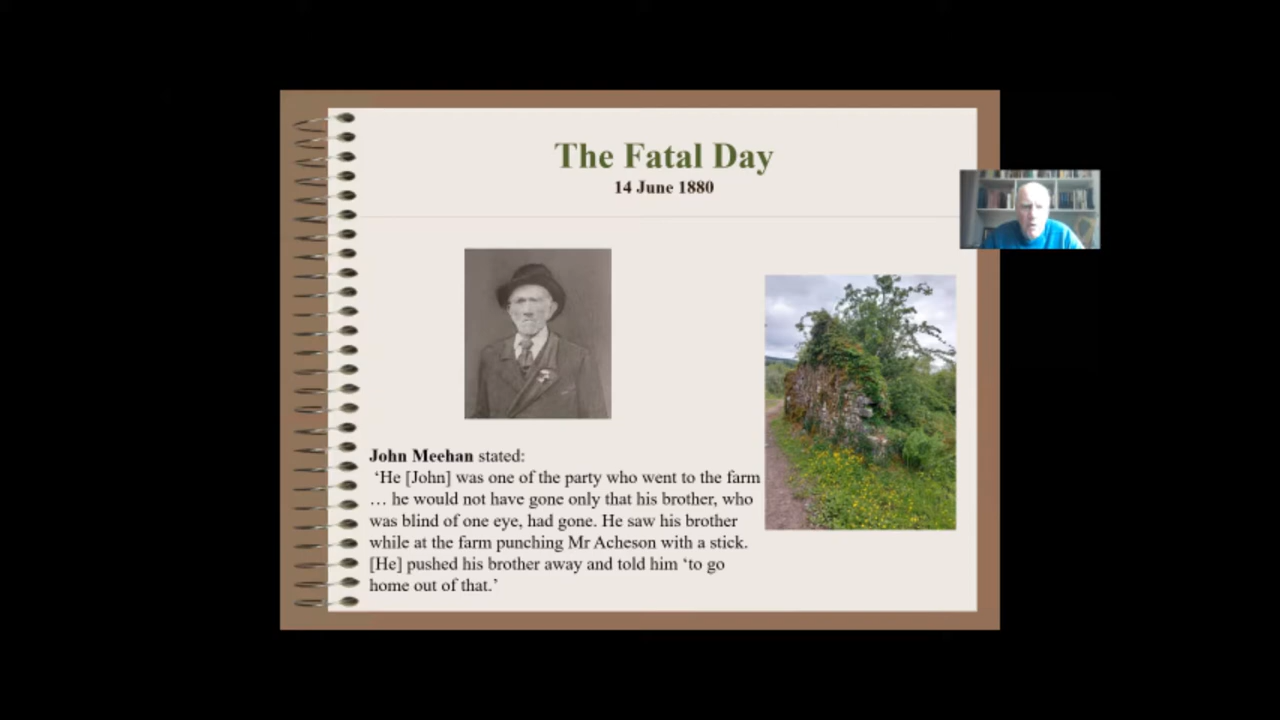 The Fatal Day
14 June 1880
John Meehan stated:
‘He [John] was one of the party who went to the farm
… he would not have gone only that his brother, who
was blind of one eye, had gone. He saw his brother
while at the farm punching Mr Acheson with a stick.
[He] pushed his brother away and told him ‘to go
home out of that.’